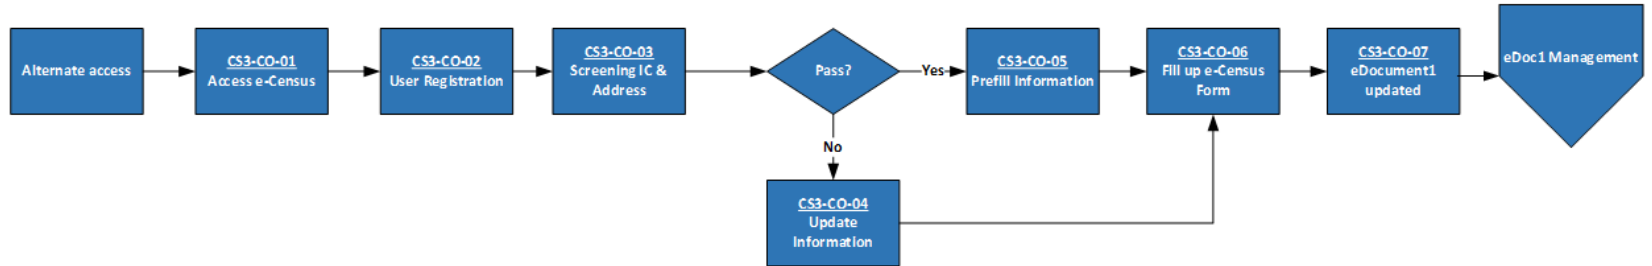 Alternate access
CS3-CO-01
Access e-Census
CS3-CO-02
User Registration
CS3-CO-03
Screening IC &
Address
Pass?
Yes
CS3-CO-05
Prefill Information
CS3-CO-06
Fill up e-Census
Form
CS3-CO-07
eDocument1
updated
eDoc1 Management
No
CS3-CO-04
Update
Information